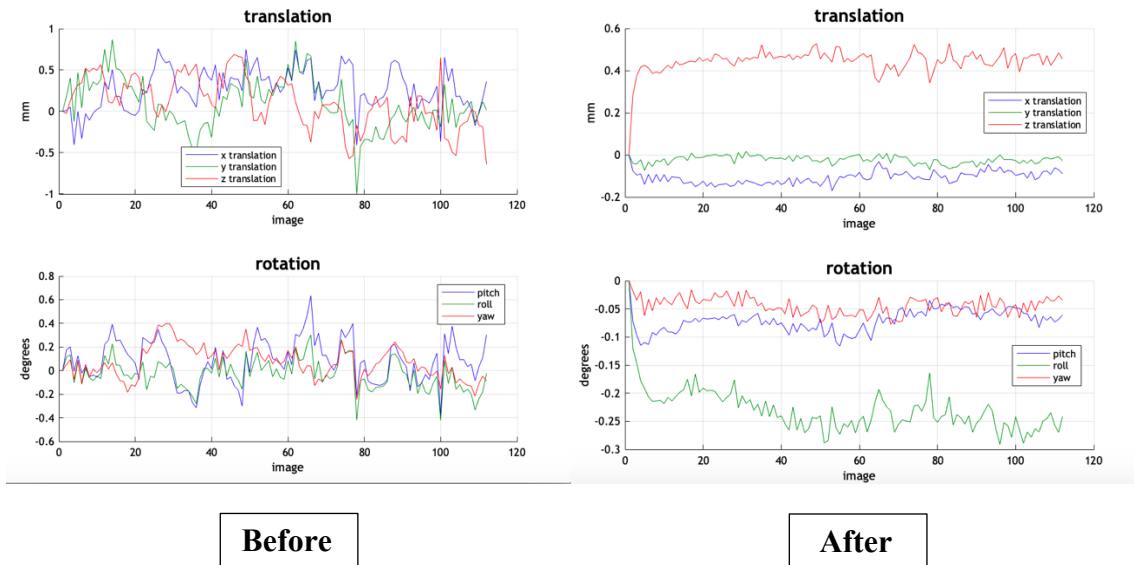 translation
1
0.5
0
-0.5
-1
mm
x translation
y translation
z translation
0 20 40 60 80 100 120
image
rotation
0.8
0.6
0.4
0.2
0
-0.2
-0.4
-0.6
degrees
pitch
roll
yaw
0 20 40 60 80 100 120
image
Before
translation
0.6
0.4
0.2
0
-0.2
mm
x translation
y translation
z translation
0 20 40 60 80 100 120
image
rotation
0
-0.05
-0.1
-0.15
-0.2
-0.25
-0.3
degrees
pitch
roll
yaw
0 20 40 60 80 100 120
image
After